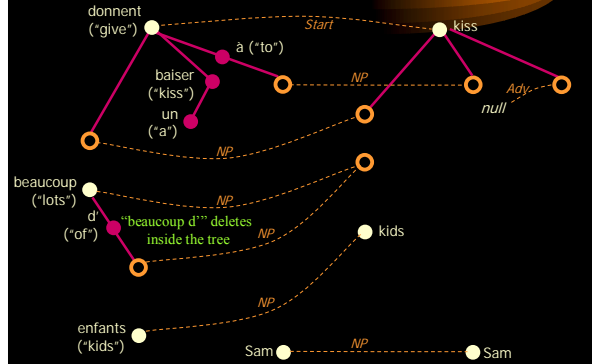 donnent
("give")
Start
kiss
à ("to")
baiser
("kiss")
NP
Adv
null
un
("a")
NP
beaucoup
("lots")
NP
d'
("of")
"beaucoup d'" deletes
inside the tree
NP
kids
NP
enfants
("kids")
Sam
NP
Sam